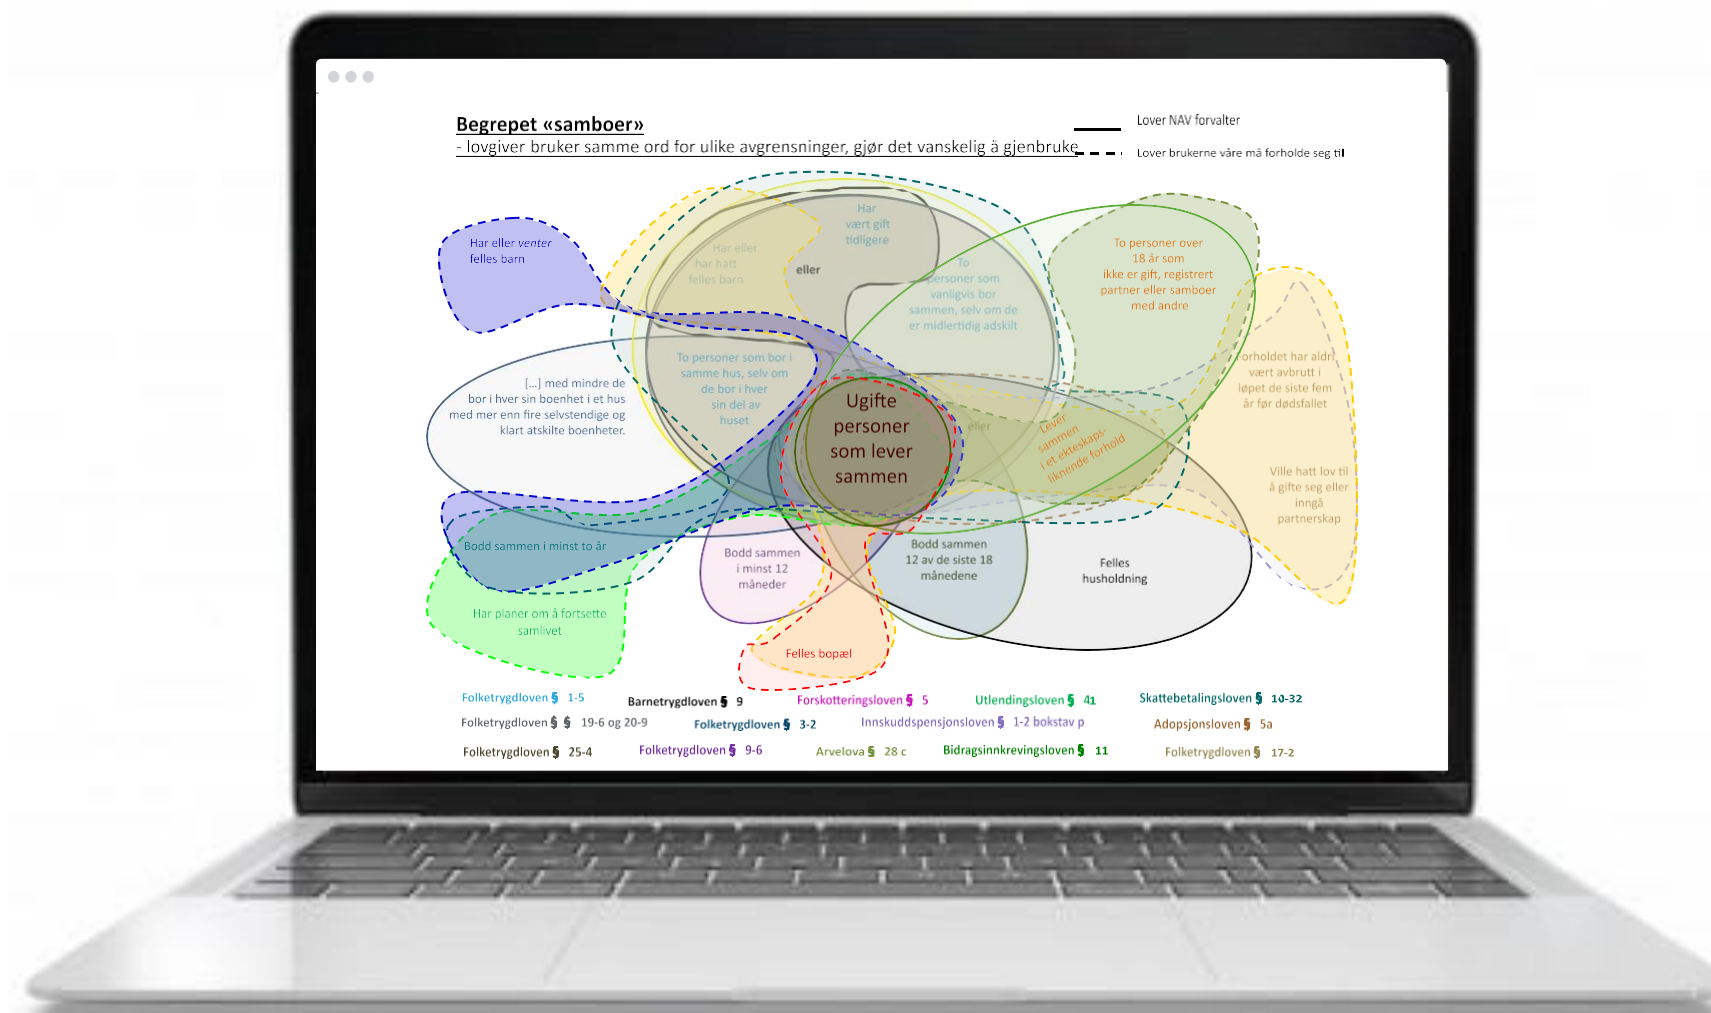 Begrepet «samboer»
- lovgiver bruker samme ord for ulike avgrensninger, gjør det vanskelig å gjenbruke
Lover NAV forvalter
Lover brukerne våre må forholde seg til
Har eller venter
felles barn
Har eller
har hatt
felles barn
Har
vært gift
tidligere
eller
To
personer som
vanligvis bor
sammen, selv om de
er midlertidig adskilt
To personer over
18 år som
ikke er gift, registrert
partner eller samboer
med andre
Forholdet har aldri
vært avbrutt i
løpet de siste fem
år før dødsfallet
[...] med mindre de
bor i hver sin boenhet i et hus
med mer enn fire selvstendige og
klart atskilte boenheter.
To personer som bor i
samme hus, selv om
de bor i hver
sin del av
huset
Ugifte
personer
som lever
sammen
eller
Lever
sammen
i et ekteskaps-
liknende forhold
Ville hatt lov til
å gifte seg eller
inngå
partnerskap
Bodd sammen i minst to år
Bodd sammen
i minst 12
måneder
Bodd sammen
12 av de siste 18
månedene
Felles
husholdning
Har planer om å fortsette
samlivet
Felles bopæl
Folketrygdloven § 1-5
Barnetrygdloven § 9
Forskotteringsloven § 5
Utlendingsloven § 41
Skattebetalingsloven § 10-32
Folketrygdloven § § 19-6 og 20-9
Folketrygdloven § 3-2
Innskuddspensjonsloven § 1-2 bokstav p
Adopsjonsloven § 5a
Folketrygdloven § 25-4
Folketrygdloven § 9-6
Arvelova § 28 c
Bidragsinnkrevingsloven § 11
Folketrygdloven § 17-2